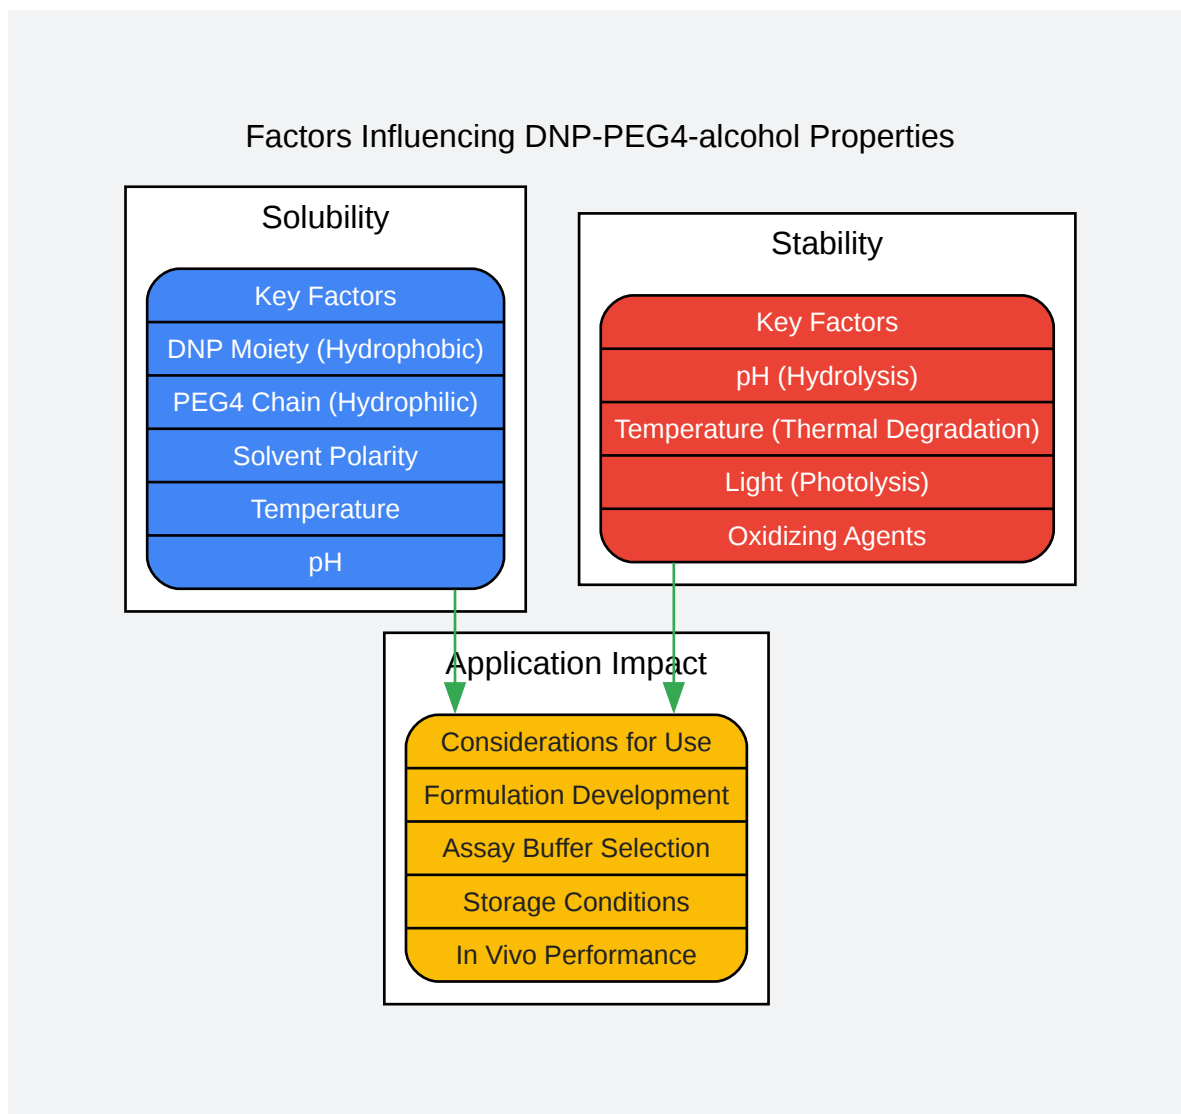 Factors Influencing DNP-PEG4-alcohol Properties
Solubility
Key Factors
DNP Moiety (Hydrophobic)
PEG4 Chain (Hydrophilic)
Solvent Polarity
Temperature
pH
Stability
Key Factors
pH (Hydrolysis)
Temperature (Thermal Degradation)
Light (Photolysis)
Oxidizing Agents
Application Impact
Considerations for Use
Formulation Development
Assay Buffer Selection
Storage Conditions
In Vivo Performance